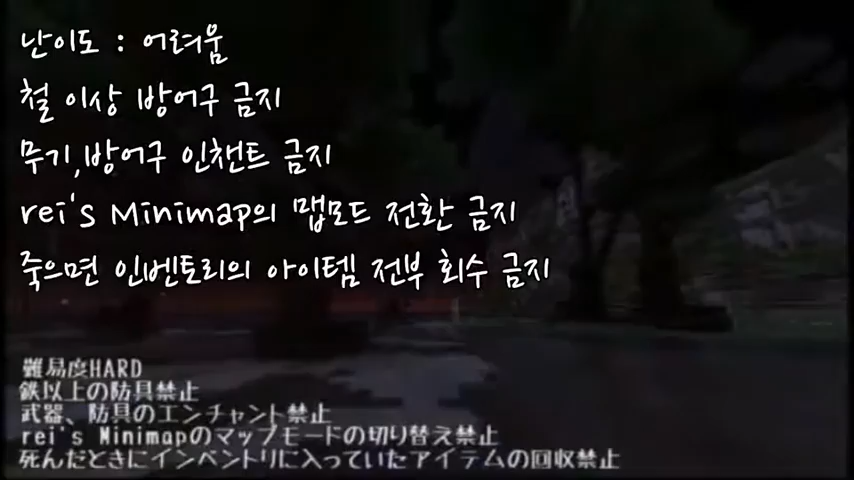 난이도 : 어려움
철 이상 방어구 금지
무기,방어구 인챈트 금지
rei's Minimap의 맵모드 전환 금지
죽으면 인벤토리의 아이템 전부 회수 금지
難易度HARD
鉄以上の防具禁止
武器、防具のエンチャント禁止
rei's Minimapのマップモードの切り替え禁止
死んだときにインベントリに入っていたアイテムの回収禁止